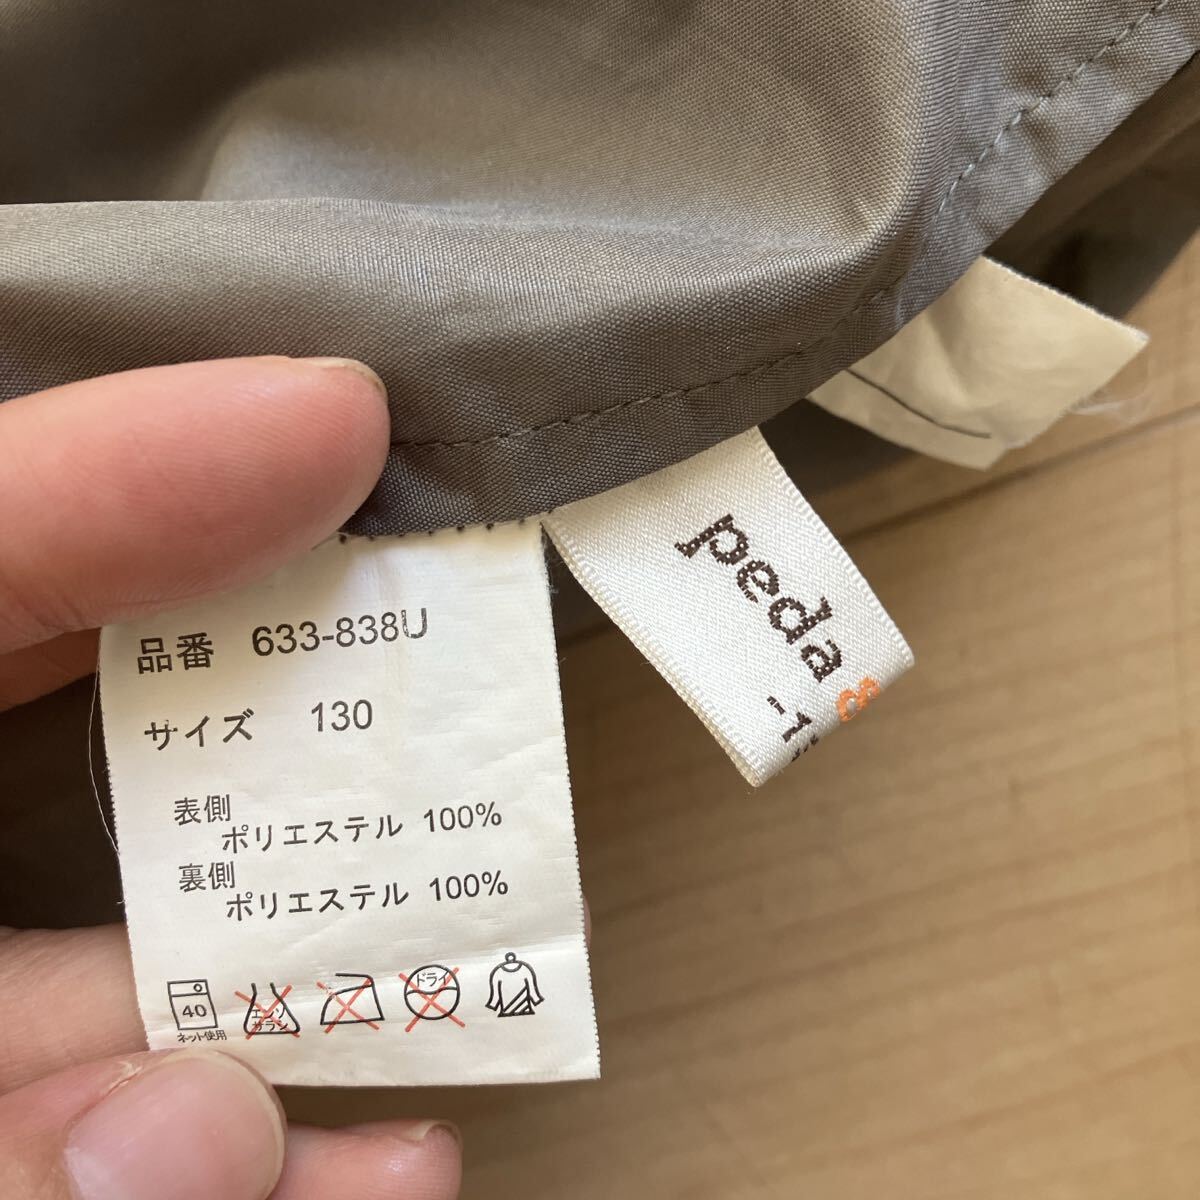 品番 633-838U
サイズ 130
表側
ポリエステル 100%
裏側
ポリエステル 100%
40
ネット使用
エンソ
サラシ
ドライ
peda